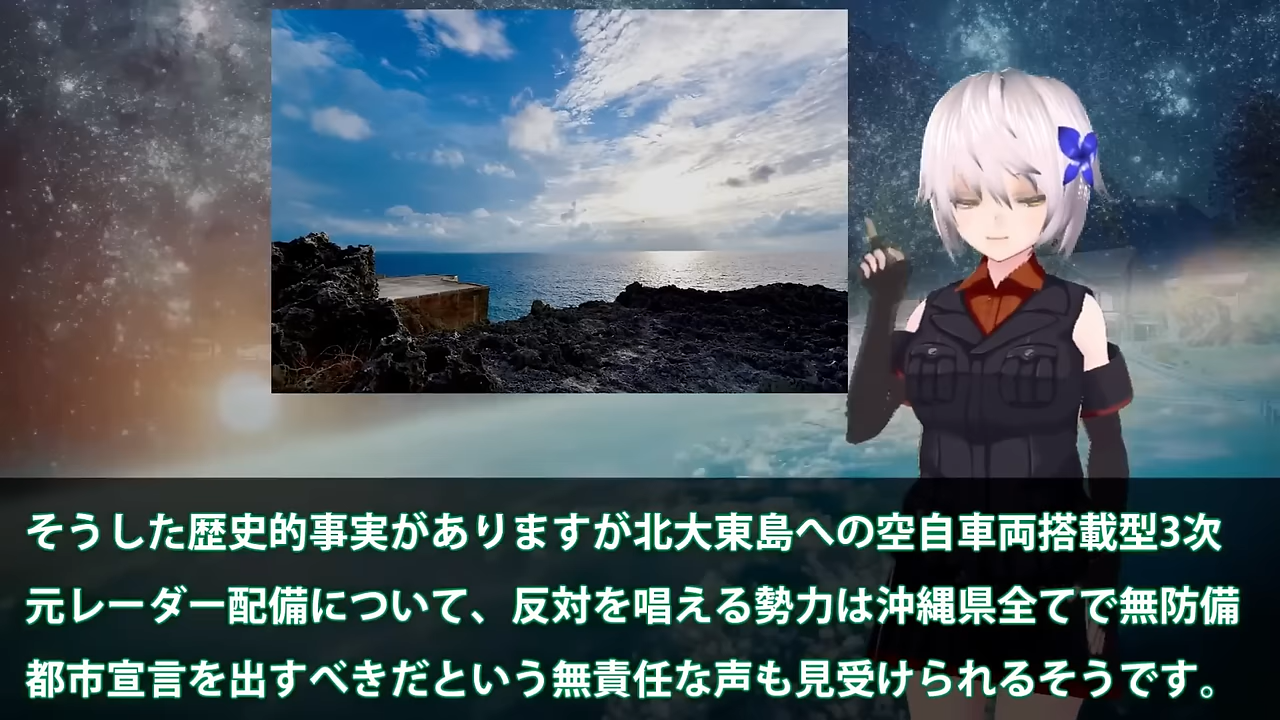 そうした歴史的事実がありますが北大東島への空自車両搭載型3次
元レーダー配備について、反対を唱える勢力は沖縄県全てで無防備
都市宣言を出すべきだという無責任な声も見受けられるそうです。